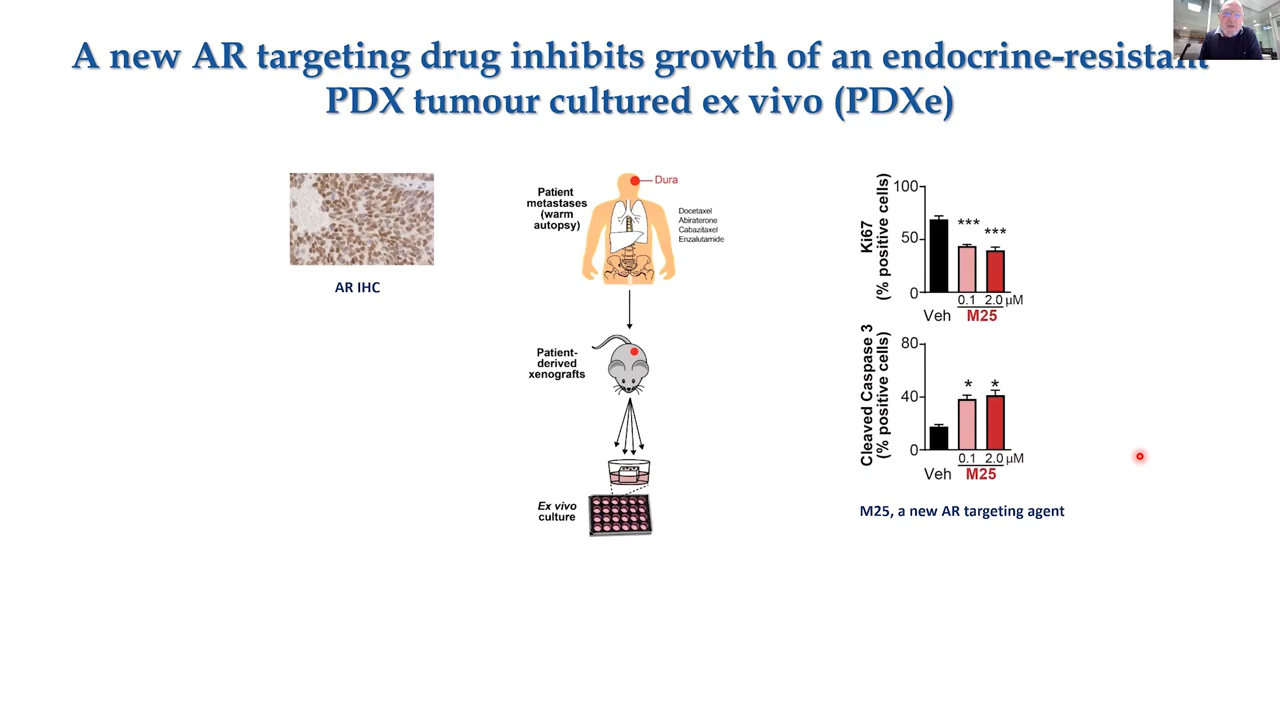 A new AR targeting drug inhibits growth of an endocrine-resistant
PDX tumour cultured ex vivo (PDXe)
AR IHC
Patient
metastases
(warm
autopsy)
Dura
Docetaxel
Abiraterone
Cabazitaxel
Enzalutamide
Patient-
derived
xenografts
Ex vivo
culture
Ki67
(% positive cells)
100
50
0
***
***
0.1 2.0 µM
Veh M25
Cleaved Caspase 3
(% positive cells)
80
40
0
*
*
0.1 2.0 µM
Veh M25
M25, a new AR targeting agent